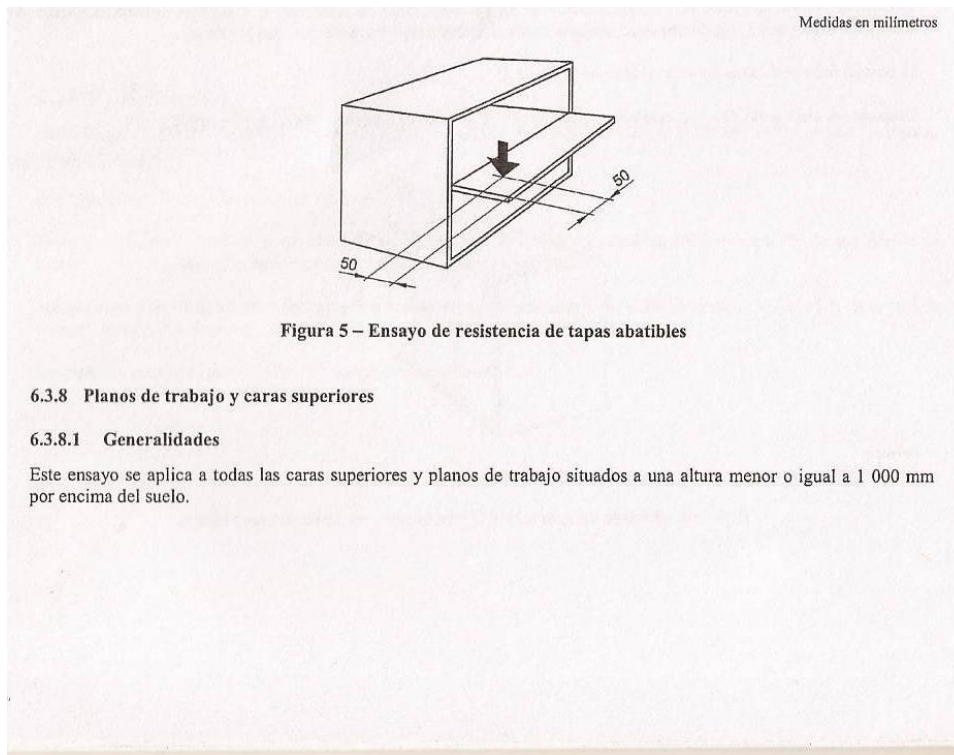 Medidas en milímetros
50
50
Figura 5 – Ensayo de resistencia de tapas abatibles
6.3.8 Planos de trabajo y caras superiores
6.3.8.1 Generalidades
Este ensayo se aplica a todas las caras superiores y planos de trabajo situados a una altura menor o igual a 1 000 mm
por encima del suelo.